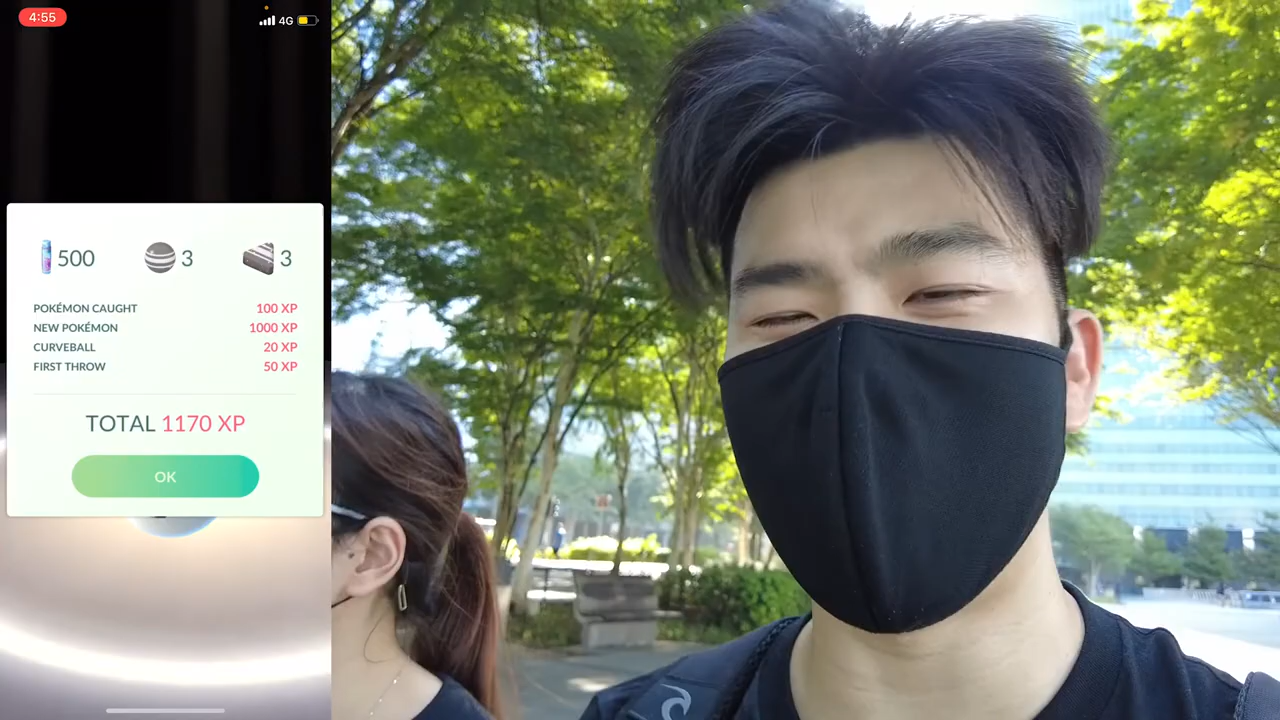 4:55
4G
500
3
3
POKÉMON CAUGHT 100 XP
NEW POKÉMON 1000 XP
CURVEBALL 20 XP
FIRST THROW 50 XP
TOTAL 1170 XP
OK